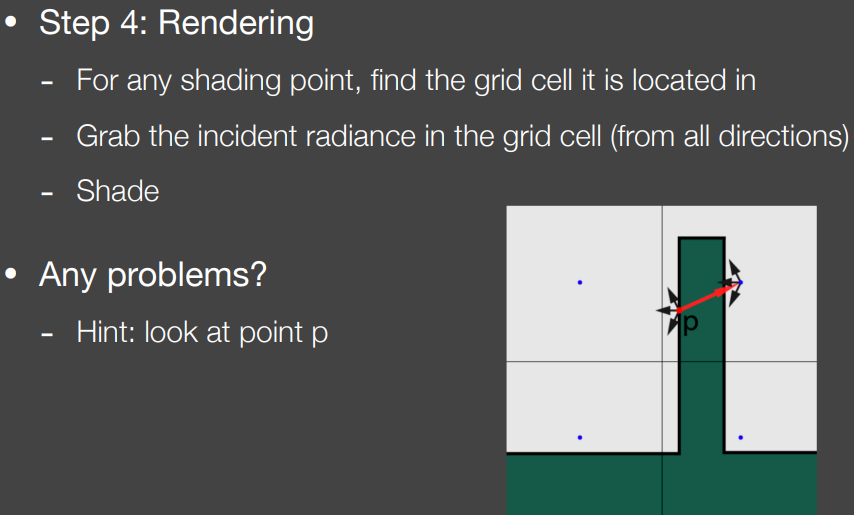 • Step 4: Rendering
- For any shading point, find the grid cell it is located in
- Grab the incident radiance in the grid cell (from all directions)
- Shade
• Any problems?
- Hint: look at point p
p